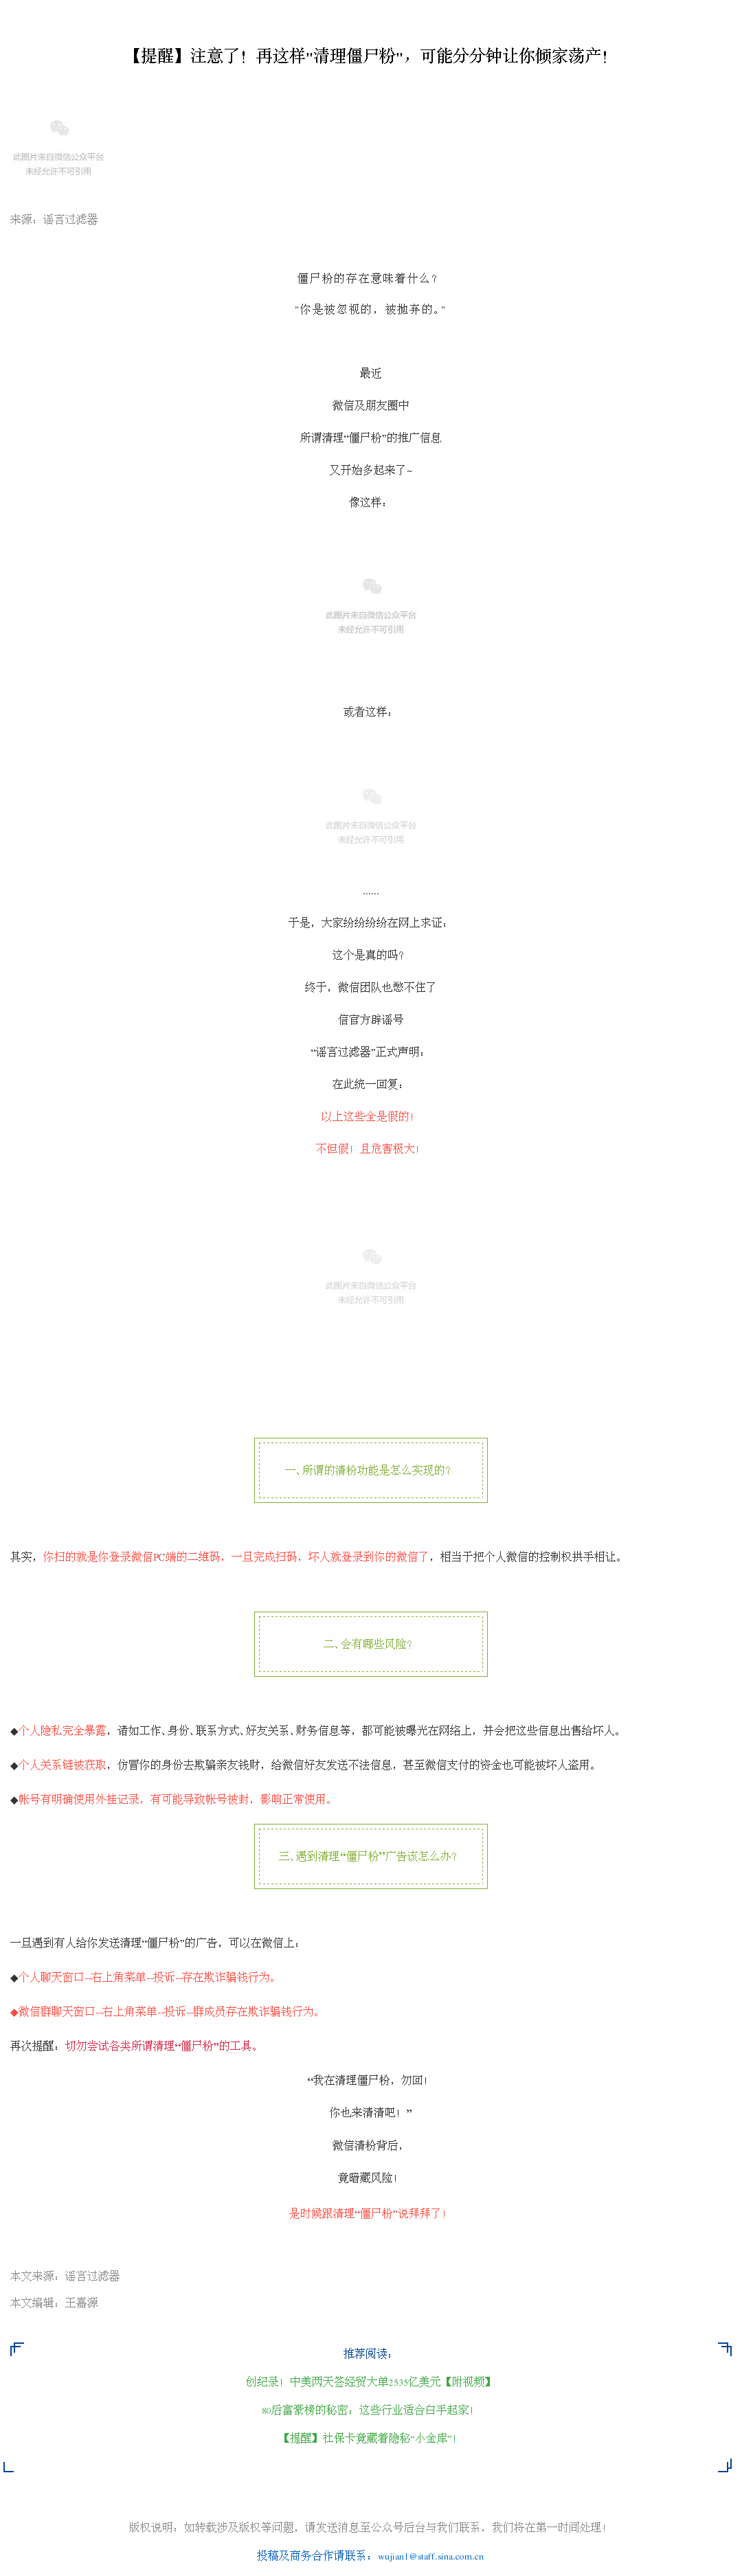 【提醒】注意了！再这样"清理僵尸粉"，可能分分钟让你倾家荡产！
此图片来自微信公众平台
未经允许不可引用
来源：谣言过滤器
僵尸粉的存在意味着什么？
"你是被忽视的，被抛弃的。"
最近
微信及朋友圈中
所谓清理“僵尸粉”的推广信息
又开始多起来了~
像这样：
此图片来自微信公众平台
未经允许不可引用
或者这样：
此图片来自微信公众平台
未经允许不可引用
......
于是，大家纷纷纷纷在网上求证：
这个是真的吗？
终于，微信团队也憋不住了
信官方辟谣号
“谣言过滤器”正式声明：
在此统一回复：
以上这些全是假的！
不但假！且危害极大！
此图片来自微信公众平台
未经允许不可引用
一、所谓的清粉功能是怎么实现的？
其实，你扫的就是你登录微信PC端的二维码，一旦完成扫码，坏人就登录到你的微信了，相当于把个人微信的控制权拱手相让。
二、会有哪些风险？
◆个人隐私完全暴露，诸如工作、身份、联系方式、好友关系、财务信息等，都可能被曝光在网络上，并会把这些信息出售给坏人。
◆个人关系链被获取，仿冒你的身份去欺骗亲友钱财，给微信好友发送不法信息，甚至微信支付的资金也可能被坏人盗用。
◆帐号有明确使用外挂记录，有可能导致帐号被封，影响正常使用。
三、遇到清理“僵尸粉”广告该怎么办？
一旦遇到有人给你发送清理“僵尸粉”的广告，可以在微信上：
◆个人聊天窗口--右上角菜单--投诉--存在欺诈骗钱行为。
◆微信群聊天窗口--右上角菜单--投诉--群成员存在欺诈骗钱行为。
再次提醒：切勿尝试各类所谓清理“僵尸粉”的工具。
“我在清理僵尸粉，勿回！
你也来清清吧！”
微信清粉背后，
竟暗藏风险！
是时候跟清理“僵尸粉”说拜拜了！
本文来源：谣言过滤器
本文编辑：王嘉源
推荐阅读：
创纪录！中美两天签经贸大单2535亿美元【附视频】
80后富豪榜的秘密：这些行业适合白手起家！
【提醒】社保卡竟藏着隐秘“小金库”！
版权说明：如转载涉及版权等问题，请发送消息至公众号后台与我们联系，我们将在第一时间处理！
投稿及商务合作请联系：wujian1@staff.sina.com.cn